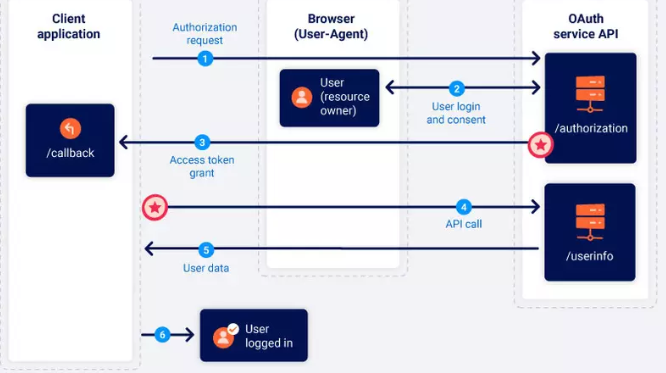 Client
application
Browser
(User-Agent)
OAuth
service API
Authorization
request
1
User
(resource
owner)
2
User login
and consent
/authorization
/callback
3
Access token
grant
4
API call
/userinfo
5
User data
6
User
logged in